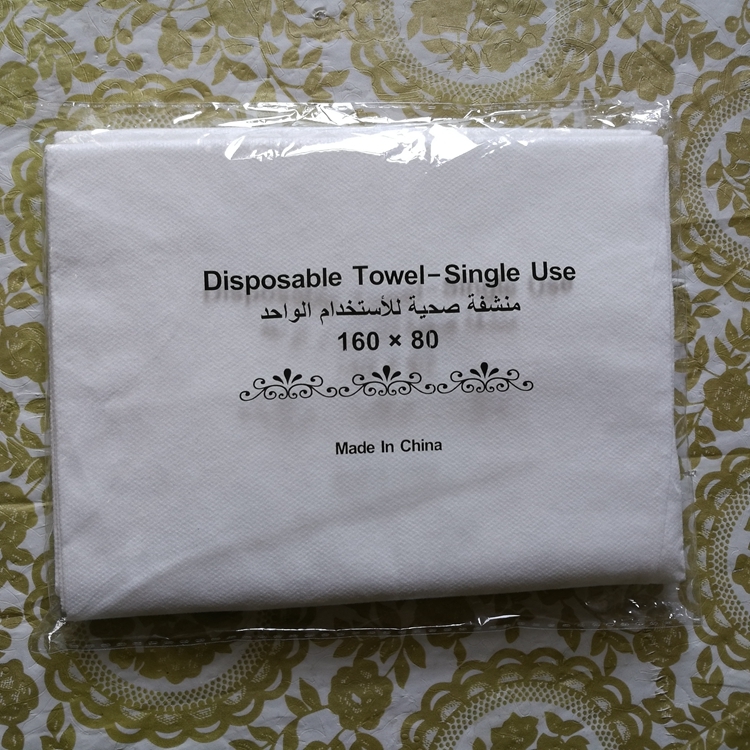 Disposable Towel-Single Use
منشفة صحية للأستخدام الواحد
160 × 80
Made In China